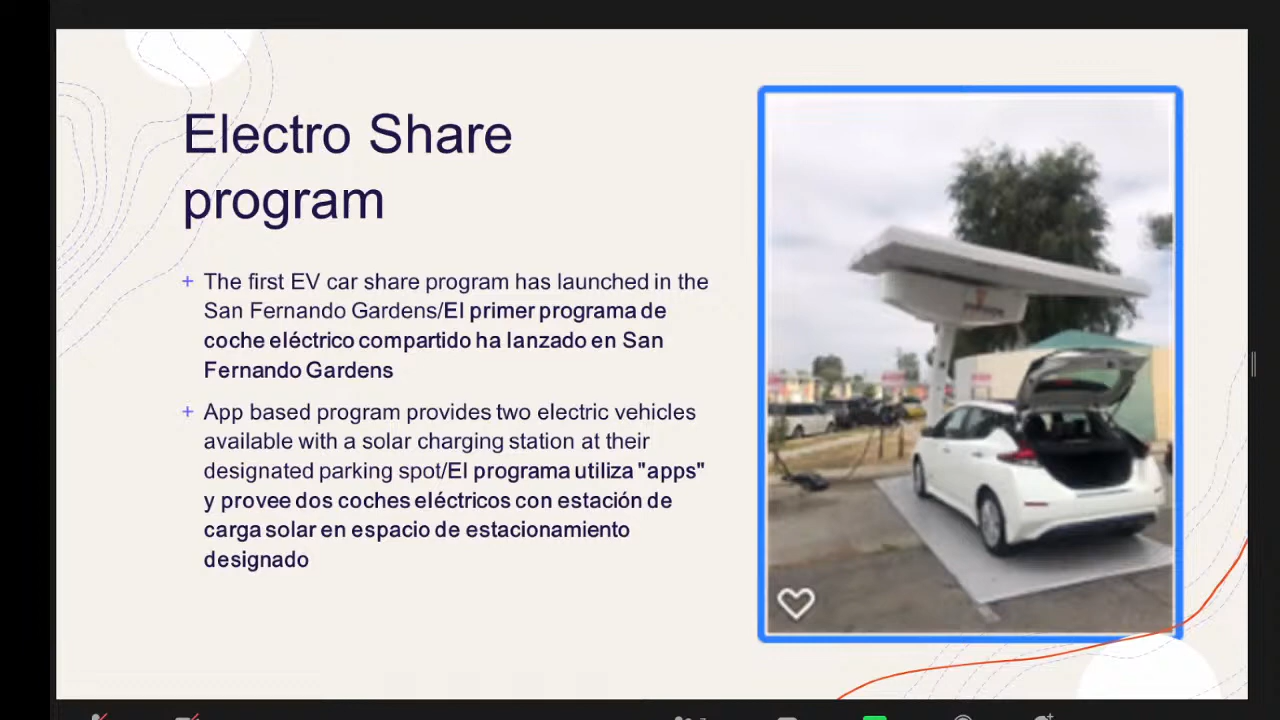 Electro Share
program
+ The first EV car share program has launched in the
San Fernando Gardens/El primer programa de
coche eléctrico compartido ha lanzado en San
Fernando Gardens
+ App based program provides two electric vehicles
available with a solar charging station at their
designated parking spot/El programa utiliza "apps"
y provee dos coches eléctricos con estación de
carga solar en espacio de estacionamiento
designado